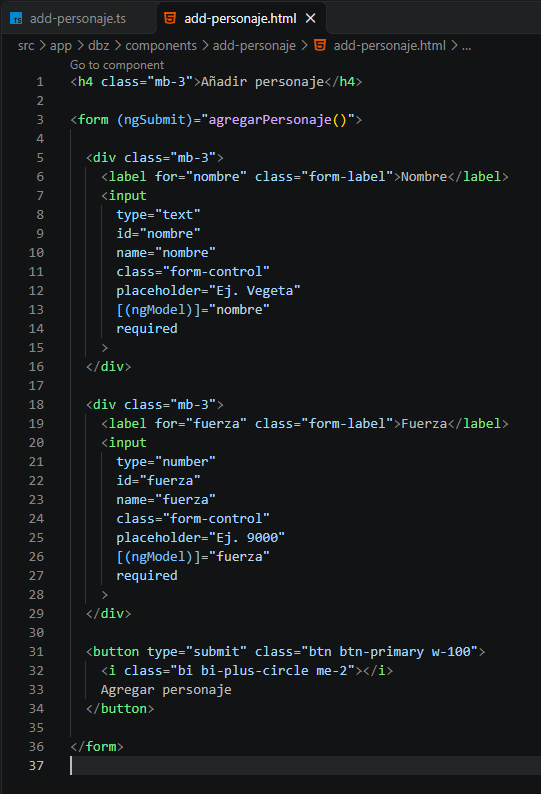 TS add-personaje.ts
add-personaje.html
src > app > dbz > components > add-personaje > add-personaje.html > ...
Go to component
1 <h4 class="mb-3">Añadir personaje</h4>
2
3 <form (ngSubmit)="agregarPersonaje()">
4
5   <div class="mb-3">
6     <label for="nombre" class="form-label">Nombre</label>
7     <input
8       type="text"
9       id="nombre"
10       name="nombre"
11       class="form-control"
12       placeholder="Ej. Vegeta"
13       [(ngModel)]="nombre"
14       required
15     >
16   </div>
17
18   <div class="mb-3">
19     <label for="fuerza" class="form-label">Fuerza</label>
20     <input
21       type="number"
22       id="fuerza"
23       name="fuerza"
24       class="form-control"
25       placeholder="Ej. 9000"
26       [(ngModel)]="fuerza"
27       required
28     >
29   </div>
30
31   <button type="submit" class="btn btn-primary w-100">
32     <i class="bi bi-plus-circle me-2"></i>
33     Agregar personaje
34   </button>
35
36 </form>
37